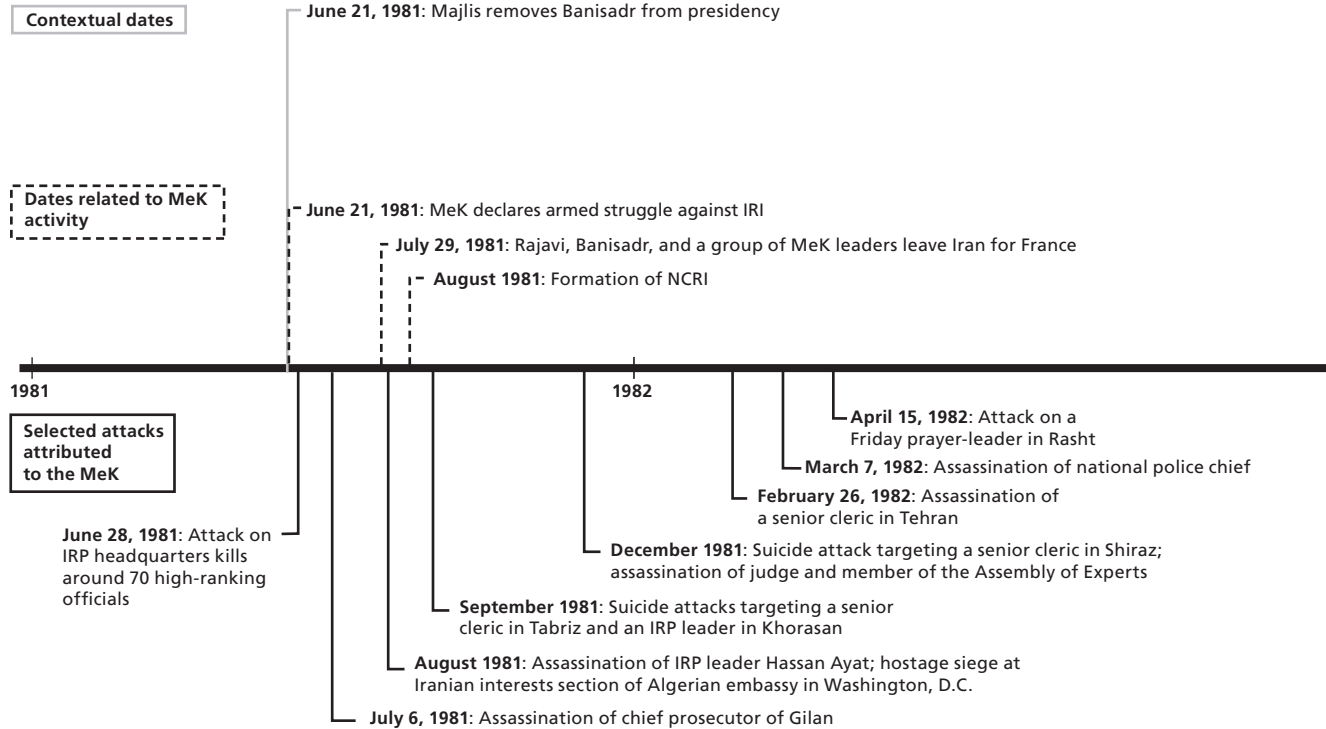 Contextual dates
June 21, 1981: Majlis removes Banisadr from presidency
Dates related to MeK
activity
June 21, 1981: MeK declares armed struggle against IRI
July 29, 1981: Rajavi, Banisadr, and a group of MeK leaders leave Iran for France
August 1981: Formation of NCRI
1981
1982
Selected attacks
attributed
to the MeK
April 15, 1982: Attack on a
Friday prayer-leader in Rasht
March 7, 1982: Assassination of national police chief
February 26, 1982: Assassination of
a senior cleric in Tehran
June 28, 1981: Attack on
IRP headquarters kills
around 70 high-ranking
officials
December 1981: Suicide attack targeting a senior cleric in Shiraz;
assassination of judge and member of the Assembly of Experts
September 1981: Suicide attacks targeting a senior
cleric in Tabriz and an IRP leader in Khorasan
August 1981: Assassination of IRP leader Hassan Ayat; hostage siege at
Iranian interests section of Algerian embassy in Washington, D.C.
July 6, 1981: Assassination of chief prosecutor of Gilan